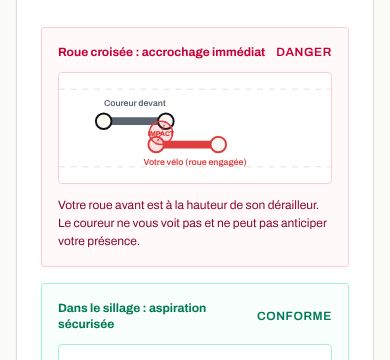 Roue croisée : accrochage immédiat DANGER
Coureur devant
IMPACT
Votre vélo (roue engagée)
Votre roue avant est à la hauteur de son dérailleur.
Le coureur ne vous voit pas et ne peut pas anticiper
votre présence.
Dans le sillage : aspiration
sécurisée
CONFORME